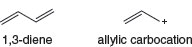 +
1,3-diene allylic carbocation